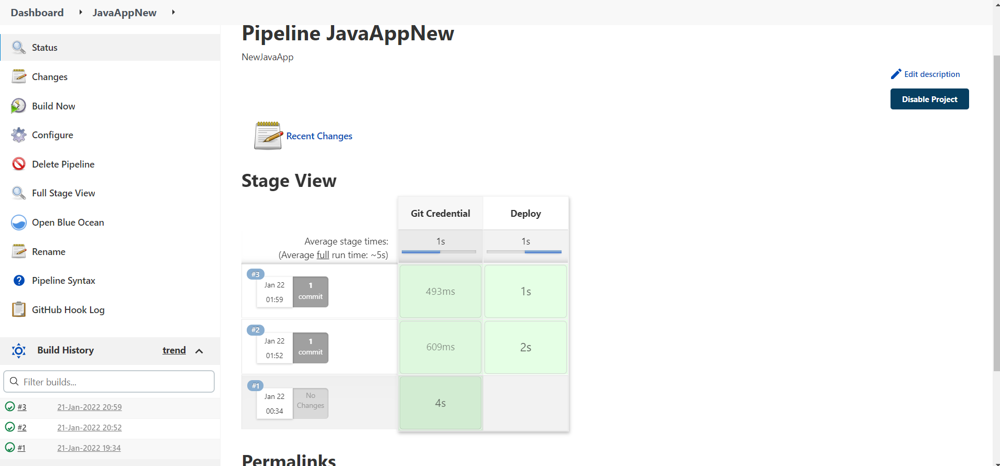 Dashboard
JavaAppNew
Status
Changes
Build Now
Configure
Delete Pipeline
Full Stage View
Open Blue Ocean
Rename
Pipeline Syntax
GitHub Hook Log
Build History
trend
Filter builds...
#3 21-Jan-2022 20:59
#2 21-Jan-2022 20:52
#1 21-Jan-2022 19:34
Pipeline JavaAppNew
NewJavaApp
Edit description
Disable Project
Recent Changes
Stage View
Git Credential
Deploy
Average stage times:
1s
1s
(Average full run time: ~5s)
#3
Jan 22
01:59
1
commit
493ms
1s
#2
Jan 22
01:52
1
commit
609ms
2s
#1
Jan 22
00:34
No
Changes
4s
Permalinks